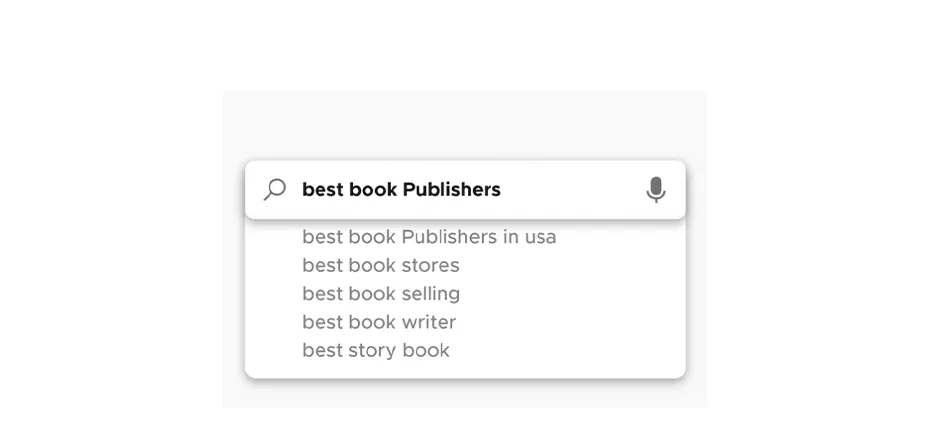 best book Publishers
best book Publishers in usa
best book stores
best book selling
best book writer
best story book